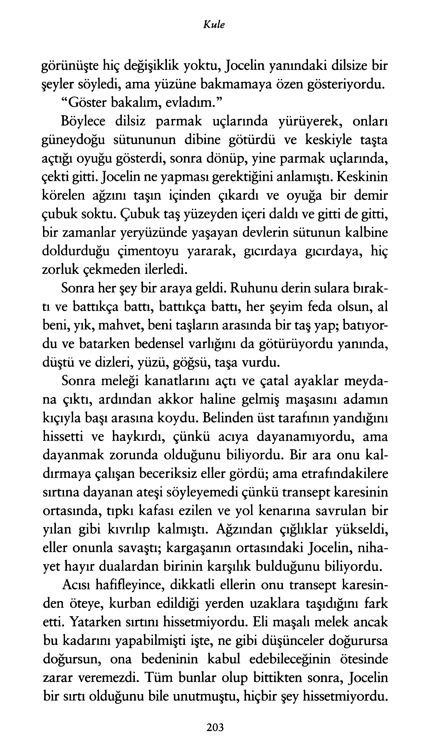 Kule
görünüşte hiç değişiklik yoktu, Jocelin yanındaki dilsize bir
şeyler söyledi, ama yüzüne bakmamaya özen gösteriyordu.
“Göster bakalım, evladım.”
Böylece dilsiz parmak uçlarında yürüyerek, onları
güneydoğu sütununun dibine götürdü ve keskiyle taşta
açtığı oyuğu gösterdi, sonra dönüp, yine parmak uçlarında,
çekti gitti. Jocelin ne yapması gerektiğini anlamıştı. Keskinin
körelen ağzını taşın içinden çıkardı ve oyuğa bir demir
çubuk soktu. Çubuk taş yüzeyden içeri daldı ve gitti de gitti,
bir zamanlar yeryüzünde yaşayan devlerin sütunun kalbine
doldurduğu çimentoyu yararak, gıcırdaya gıcırdaya, hiç
zorluk çekmeden ilerledi.
Sonra her şey bir araya geldi. Ruhunu derin sulara bırak-
tı ve battıkça battı, battıkça battı, her şeyim feda olsun, al
beni, yık, mahvet, beni taşların arasında bir taş yap; batıyor-
du ve batarken bedensel varlığını da götürüyordu yanında,
düştü ve dizleri, yüzü, göğsü, taşa vurdu.
Sonra meleği kanatlarını açtı ve çatal ayaklar meyda-
na çıktı, ardından akkor haline gelmiş maşasını adamın
kıçıyla başı arasına koydu. Belinden üst tarafının yandığını
hissetti ve haykırdı, çünkü acıya dayanamıyordu, ama
dayanmak zorunda olduğunu biliyordu. Bir ara onu kal-
dırmaya çalışan beceriksiz eller gördü; ama etrafındakilere
sırtına dayanan ateşi söyleyemedi çünkü transept karesinin
ortasında, tıpkı kafası ezilen ve yol kenarına savrulan bir
yılan gibi kıvrılıp kalmıştı. Ağzından çığlıklar yükseldi,
eller onunla savaştı; kargaşanın ortasındaki Jocelin, niha-
yet hayır dualardan birinin karşılık bulduğunu biliyordu.
Acısı hafifleyince, dikkatli ellerin onu transept karesin-
den öteye, kurban edildiği yerden uzaklara taşıdığını fark
etti. Yatarken sırtını hissetmiyordu. Eli maşalı melek ancak
bu kadarını yapabilmişti işte, ne gibi düşünceler doğurursa
doğursun, ona bedeninin kabul edebileceğinin ötesinde
zarar veremezdi. Tüm bunlar olup bittikten sonra, Jocelin
bir sırtı olduğunu bile unutmuştu, hiçbir şey hissetmiyordu.
203